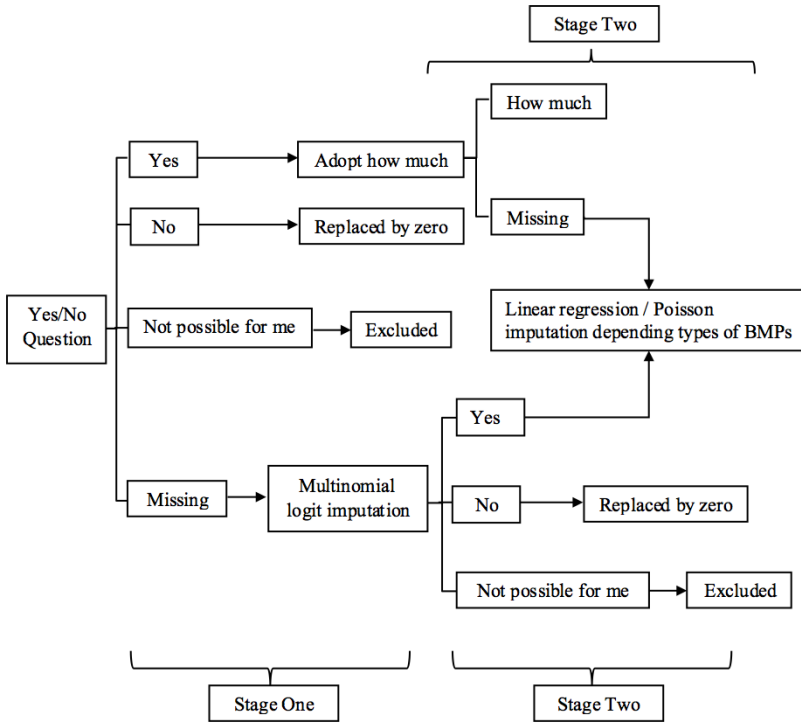 Stage Two
How much
Yes
Adopt how much
No
Replaced by zero
Missing
Yes/No
Question
Not possible for me
Excluded
Linear regression / Poisson
imputation depending types of BMPs
Yes
Missing
Multinomial
logit imputation
No
Replaced by zero
Not possible for me
Excluded
Stage One
Stage Two